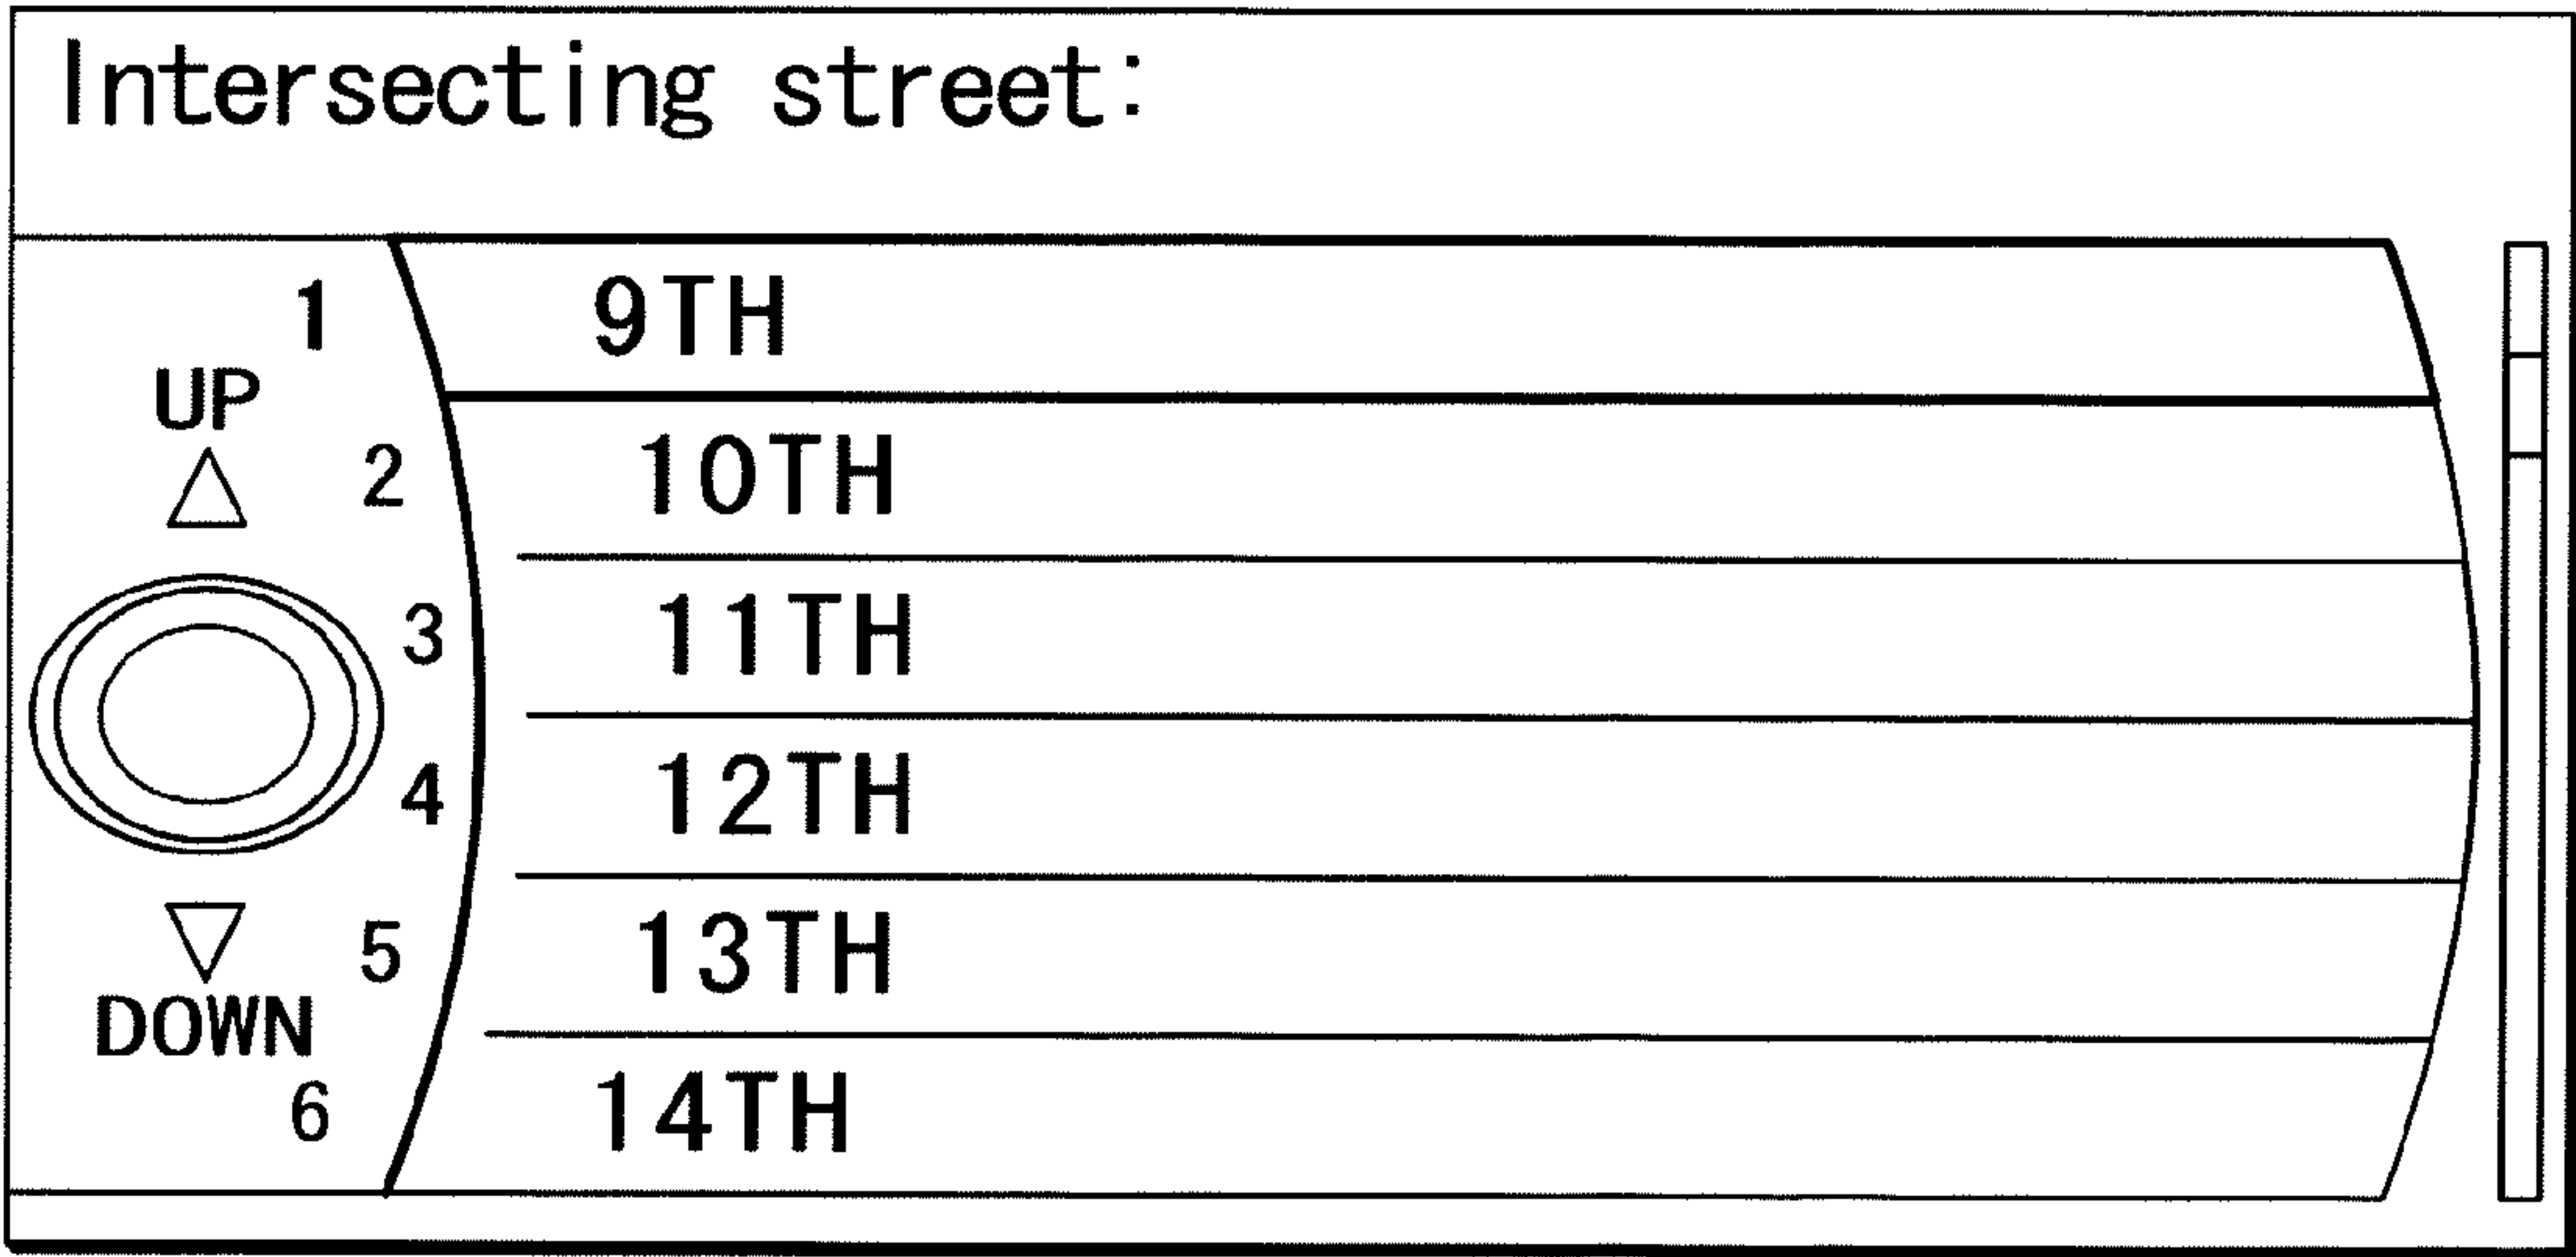 Intersecting street:
1 9TH
UP
2 10TH
3 11TH
4 12TH
5 13TH
DOWN
6 14TH